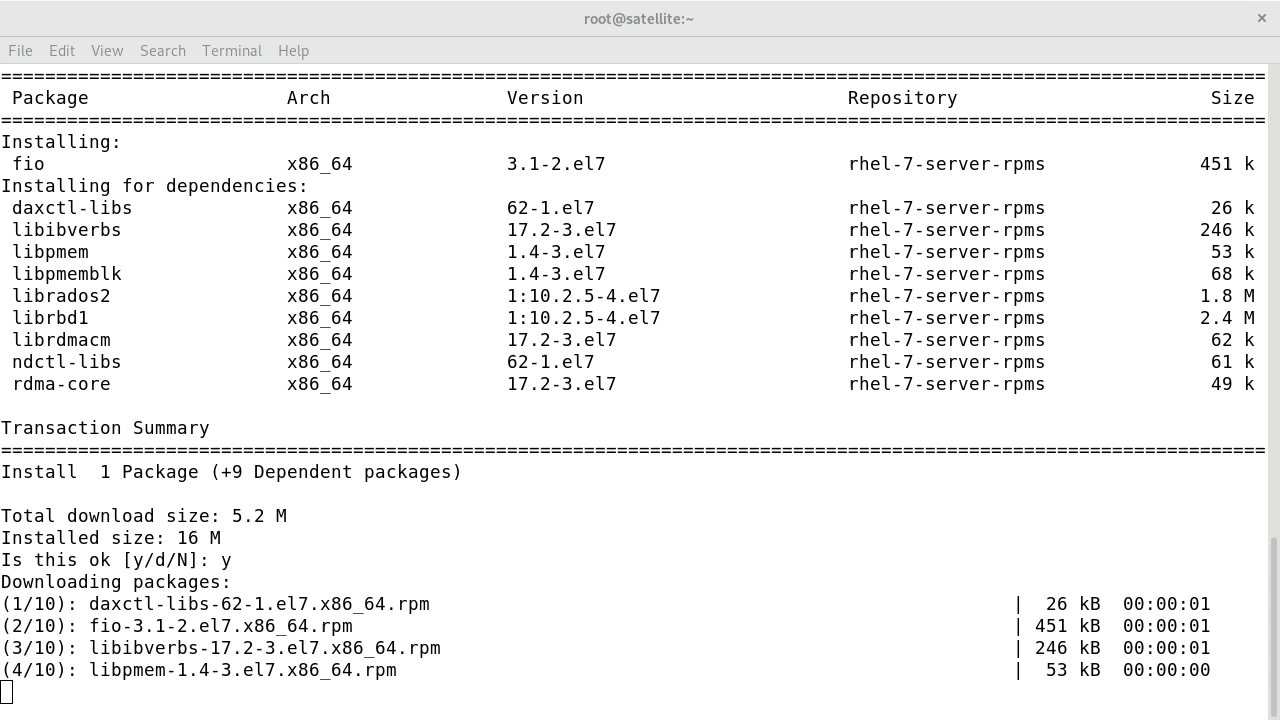 root@satellite:~ ×
File Edit View Search Terminal Help
===================================================================================================================
 Package                  Arch                Version                        Repository                       Size
===================================================================================================================
Installing:
 fio                      x86_64              3.1-2.el7                      rhel-7-server-rpms              451 k
Installing for dependencies:
 daxctl-libs              x86_64              62-1.el7                       rhel-7-server-rpms               26 k
 libibverbs               x86_64              17.2-3.el7                     rhel-7-server-rpms              246 k
 libpmem                  x86_64              1.4-3.el7                      rhel-7-server-rpms               53 k
 libpmemblk               x86_64              1.4-3.el7                      rhel-7-server-rpms               68 k
 librados2                x86_64              1:10.2.5-4.el7                 rhel-7-server-rpms              1.8 M
 librbd1                  x86_64              1:10.2.5-4.el7                 rhel-7-server-rpms              2.4 M
 librdmacm                x86_64              17.2-3.el7                     rhel-7-server-rpms               62 k
 ndctl-libs               x86_64              62-1.el7                       rhel-7-server-rpms               61 k
 rdma-core                x86_64              17.2-3.el7                     rhel-7-server-rpms               49 k

Transaction Summary
===================================================================================================================
Install  1 Package (+9 Dependent packages)

Total download size: 5.2 M
Installed size: 16 M
Is this ok [y/d/N]: y
Downloading packages:
(1/10): daxctl-libs-62-1.el7.x86_64.rpm                                                     |  26 kB  00:00:01
(2/10): fio-3.1-2.el7.x86_64.rpm                                                            | 451 kB  00:00:01
(3/10): libibverbs-17.2-3.el7.x86_64.rpm                                                    | 246 kB  00:00:01
(4/10): libpmem-1.4-3.el7.x86_64.rpm                                                        |  53 kB  00:00:00